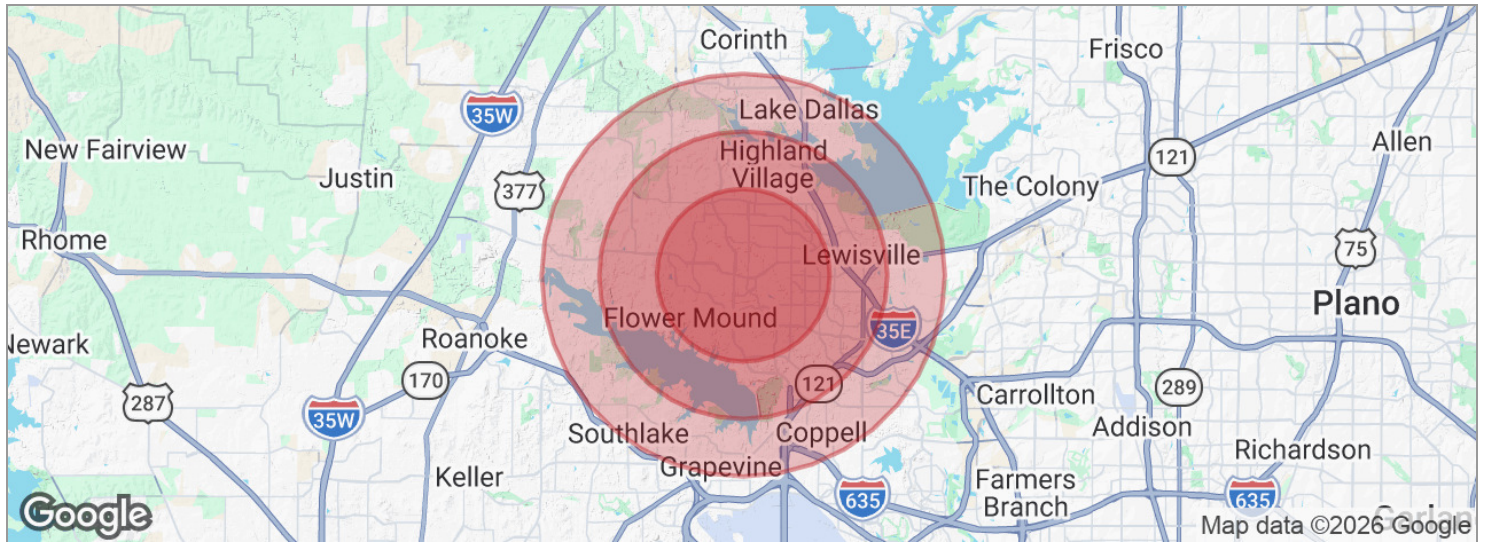 Corinth
Frisco
35W
Lake Dallas
New Fairview
Justin
377
Highland
Village
The Colony
121
Allen
Rhome
Lewisville
75
Plano
Flower Mound
35E
Newark
Roanoke
170
121
Carrollton
289
287
35W
Southlake
Coppell
Addison
Richardson
Grapevine
Keller
635
Farmers
Branch
635
Google
Map data ©2026 Google